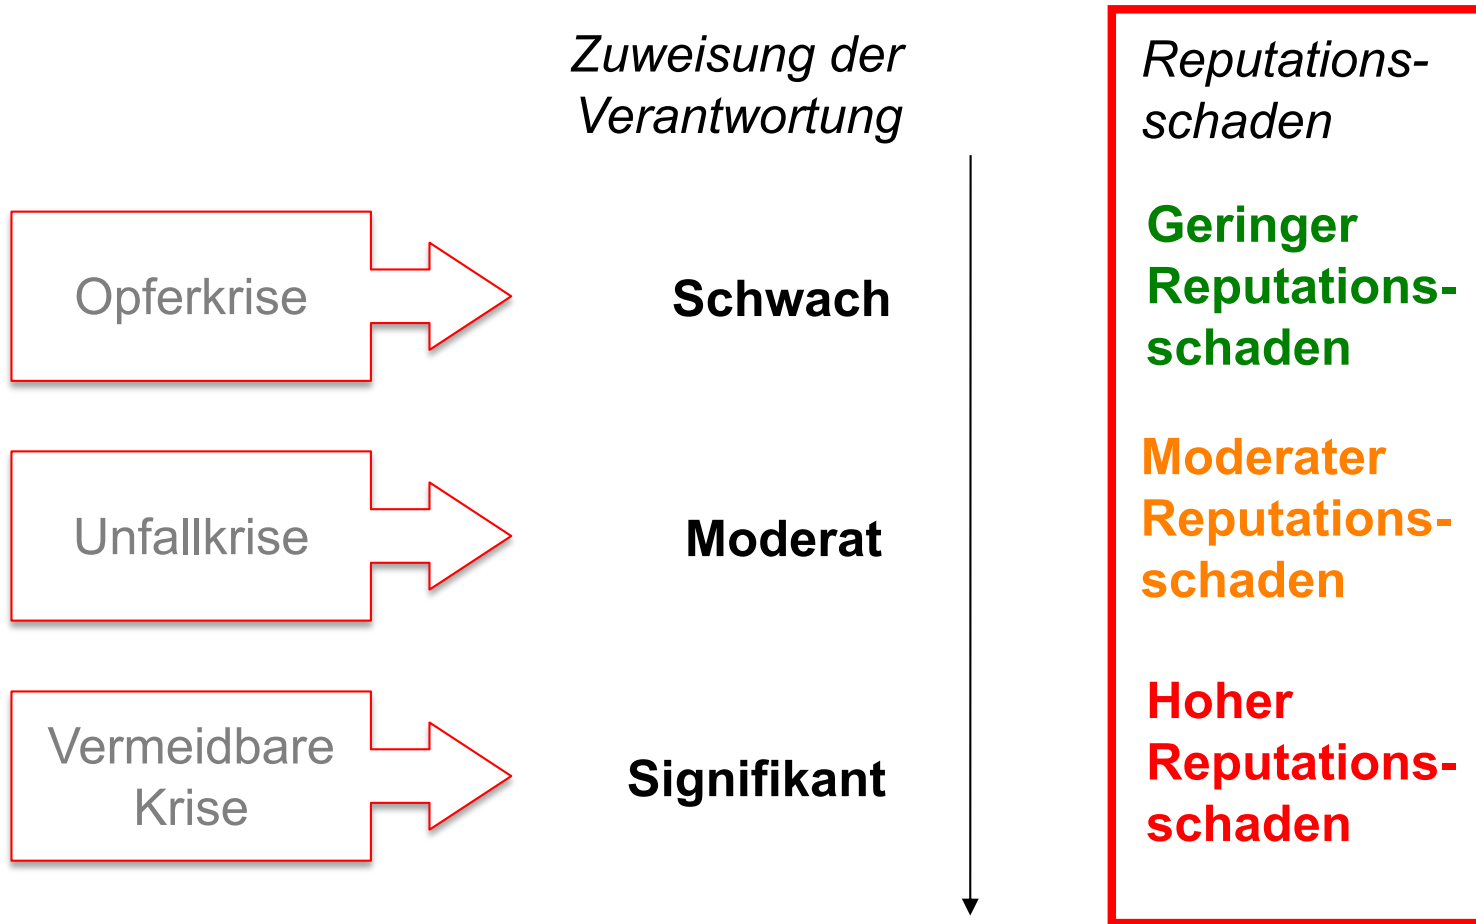 Zuweisung der
Verantwortung
Reputations-
schaden
Opferkrise
Schwach
Geringer
Reputations-
schaden
Unfallkrise
Moderat
Moderater
Reputations-
schaden
Vermeidbare
Krise
Signifikant
Hoher
Reputations-
schaden